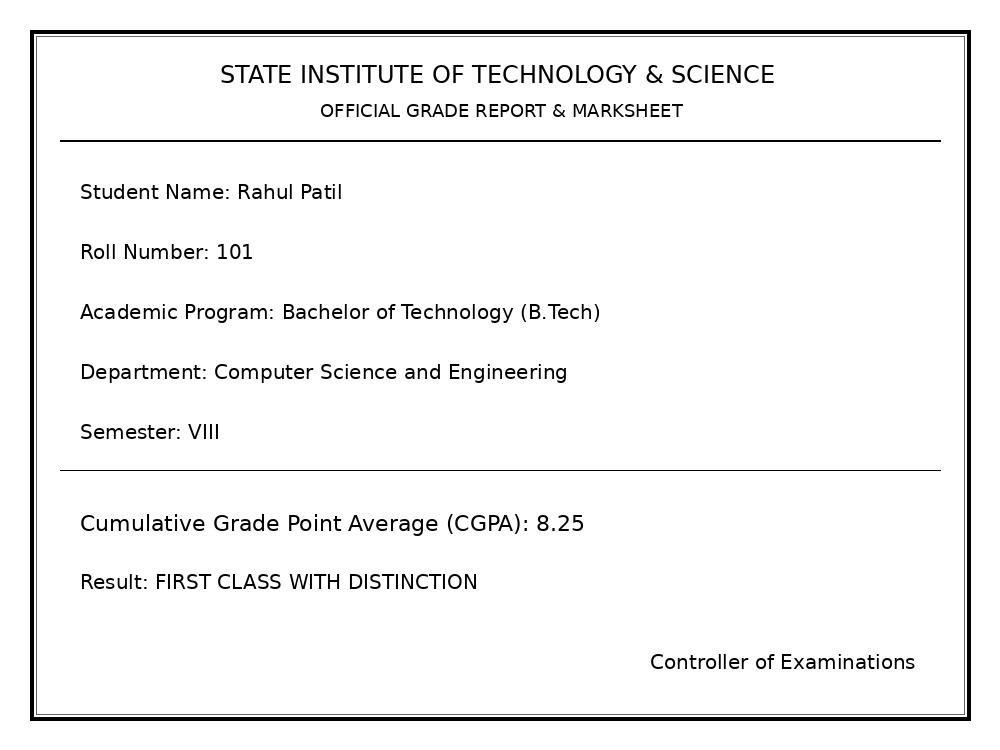 STATE INSTITUTE OF TECHNOLOGY & SCIENCE
OFFICIAL GRADE REPORT & MARKSHEET
Student Name: Rahul Patil
Roll Number: 101
Academic Program: Bachelor of Technology (B.Tech)
Department: Computer Science and Engineering
Semester: VIII
Cumulative Grade Point Average (CGPA): 8.25
Result: FIRST CLASS WITH DISTINCTION
Controller of Examinations